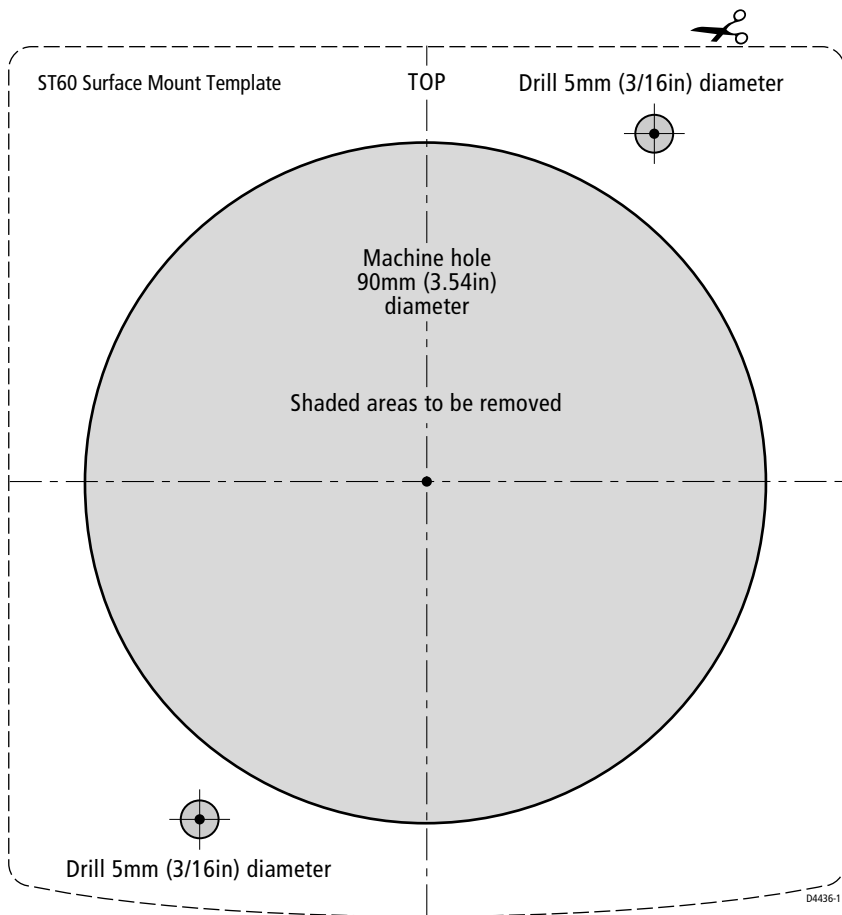 ST60 Surface Mount Template
TOP
Drill 5mm (3/16in) diameter
Machine hole
90mm (3.54in)
diameter
Shaded areas to be removed
Drill 5mm (3/16in) diameter
D4436-1